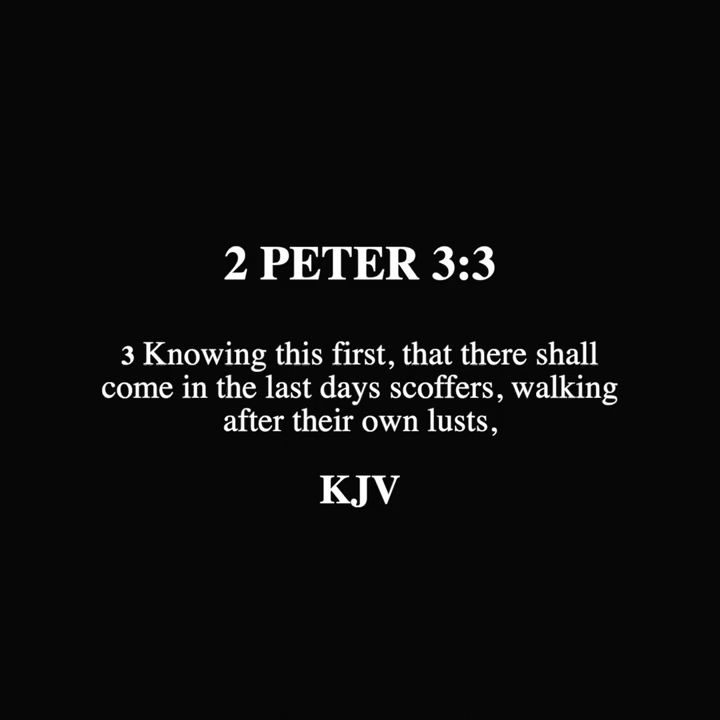 2 PETER 3:3
3 Knowing this first, that there shall
come in the last days scoffers, walking
after their own lusts,
KJV